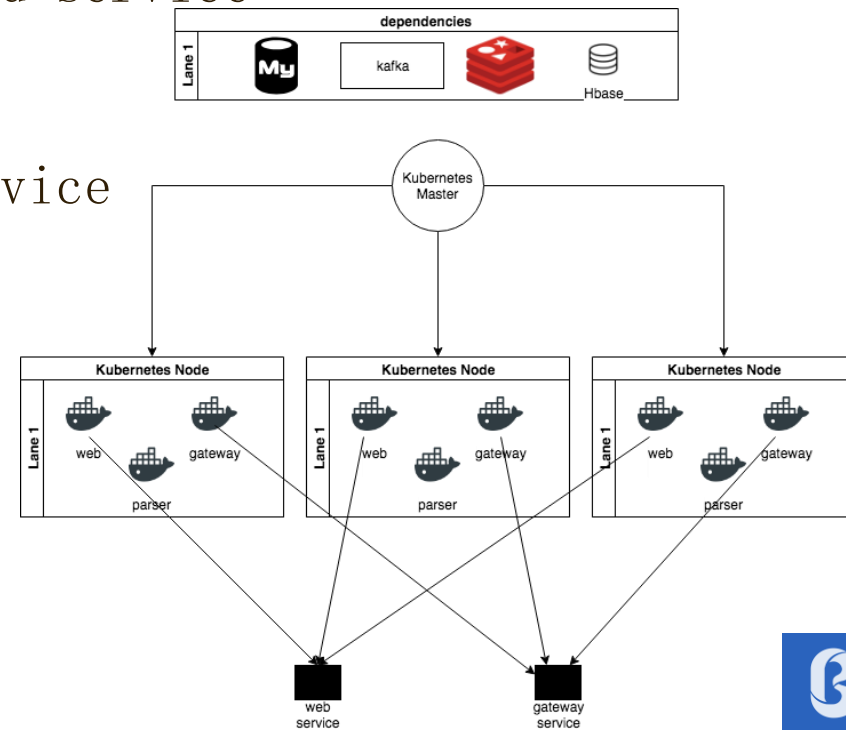 service
dependencies
Lane 1
My
kafka
Hbase
vice
Kubernetes
Master
Kubernetes Node
Lane 1
web
gateway
parser
Kubernetes Node
Lane 1
web
gateway
parser
Kubernetes Node
Lane 1
web
gateway
parser
web
service
gateway
service